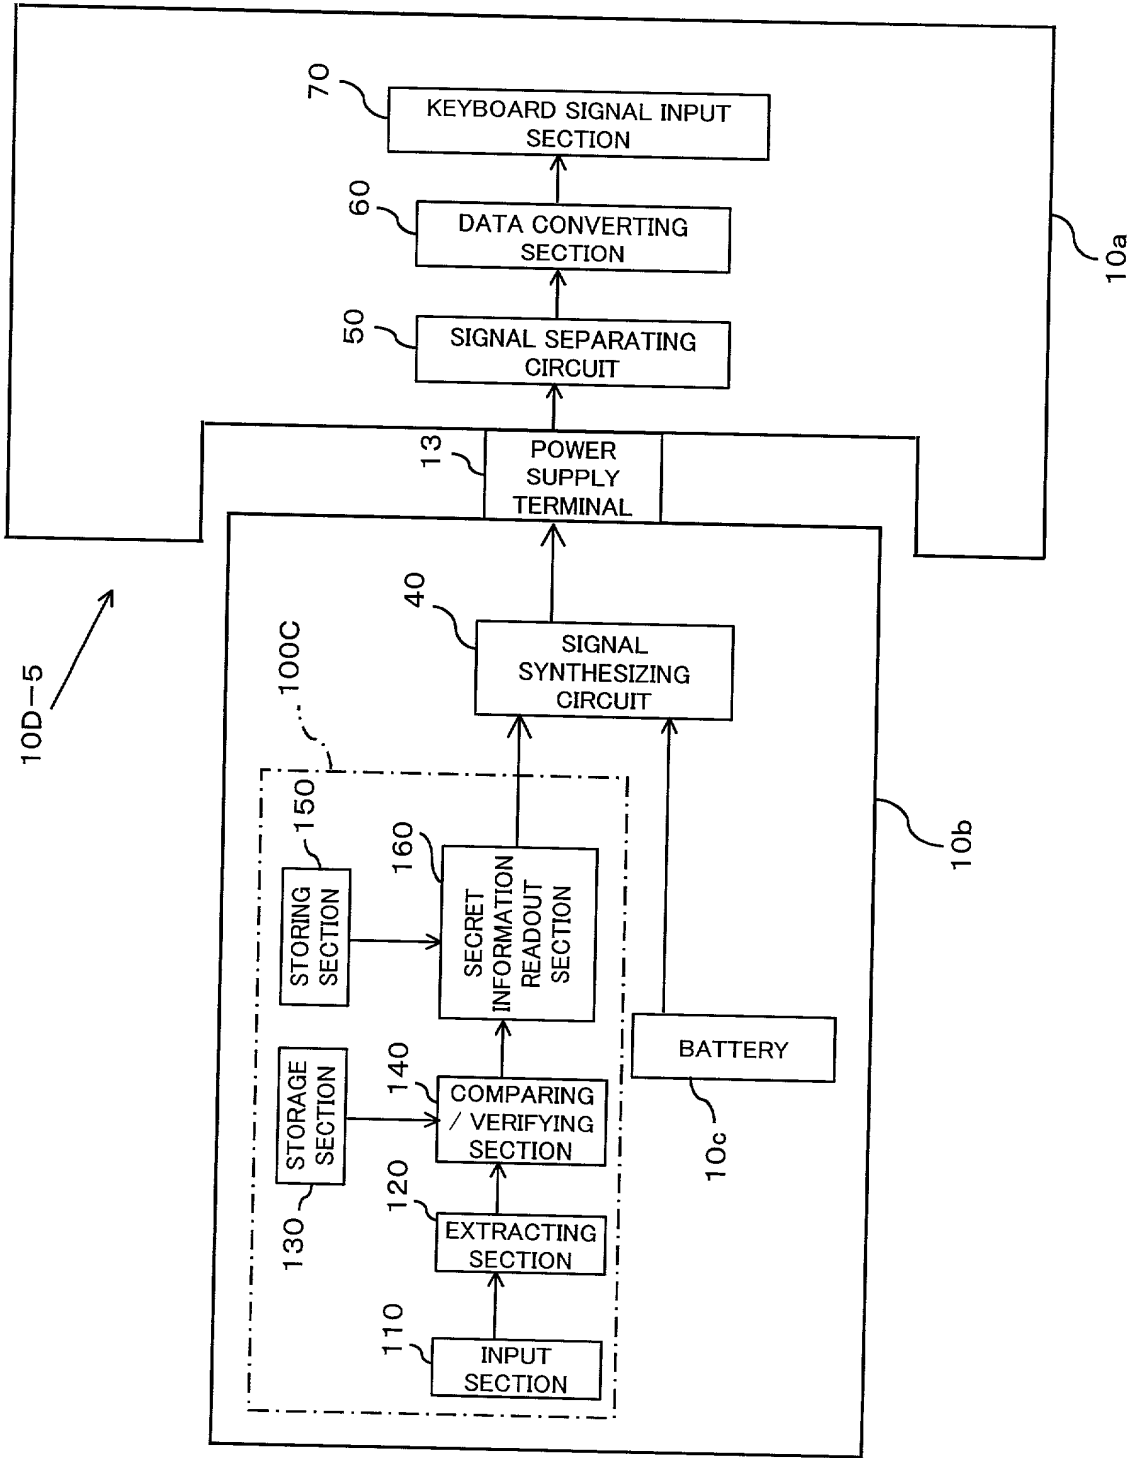 70
KEYBOARD SIGNAL INPUT
SECTION
60
DATA CONVERTING
SECTION
10a
50
SIGNAL SEPARATING
CIRCUIT
13
POWER
SUPPLY
TERMINAL
10D-5
40
SIGNAL
SYNTHESIZING
CIRCUIT
100C
150
STORING
SECTION
160
SECRET
INFORMATION
READOUT
SECTION
10b
BATTERY
10c
130
STORAGE
SECTION
140
COMPARING
/ VERIFYING
SECTION
120
EXTRACTING
SECTION
110
INPUT
SECTION